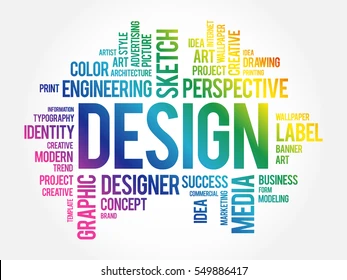 ARTIST
ART
STYLE
ADVERTISING
PICTURE
SKETCH
IDEA
ART
INTERNET
WALLPAPER
CREATIVE
IDEA
DRAWING
PRINTING
COLOR
ARCHITECTURE
PROJECT
PRINT
ENGINEERING
PERSPECTIVE
INFORMATION
TYPOGRAPHY
IDENTITY
CREATIVE
MODERN
TREND
PROJECT
CREATIVE
DESIGN
WALLPAPER
LABEL
BANNER
ART
TEMPLATE
GRAPHIC
DESIGNER
CONCEPT
BRAND
SUCCESS
COMMERCIAL
IDEA
MARKETING
MEDIA
BUSINESS
FORM
MODELING
shutterstock.com · 549886417